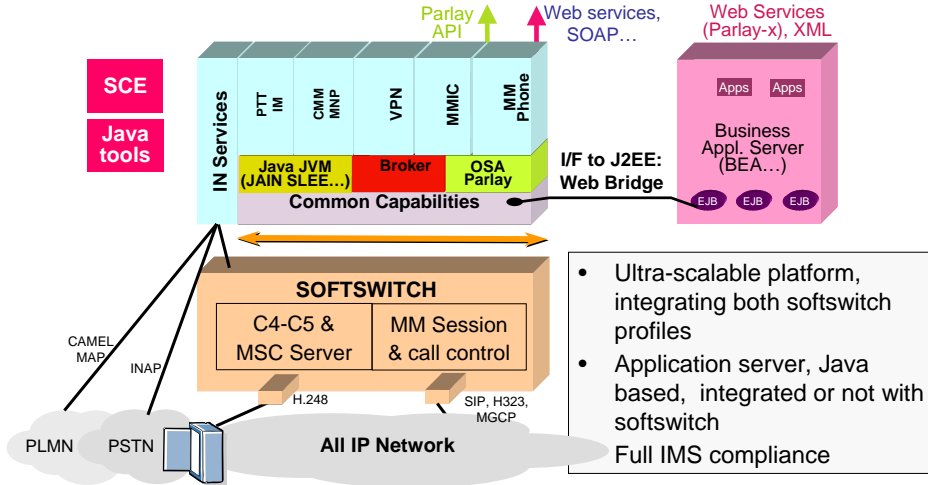 Parlay
API
Web services,
SOAP…
Web Services
(Parlay-x), XML
SCE
Java
tools
IN Services
PTT
IM
CMM
MNP
VPN
MMIC
MM
Phone
Java JVM
(JAIN SLEE…)
Broker
OSA
Parlay
Common Capabilities
I/F to J2EE:
Web Bridge
Apps
Apps
Business
Appl. Server
(BEA…)
EJB
EJB
EJB
SOFTSWITCH
C4-C5 &
MSC Server
MM Session
& call control
CAMEL
MAP
INAP
H.248
SIP, H323,
MGCP
PLMN
PSTN
All IP Network
• Ultra-scalable platform,
integrating both softswitch
profiles
• Application server, Java
based, integrated or not with
softswitch
Full IMS compliance